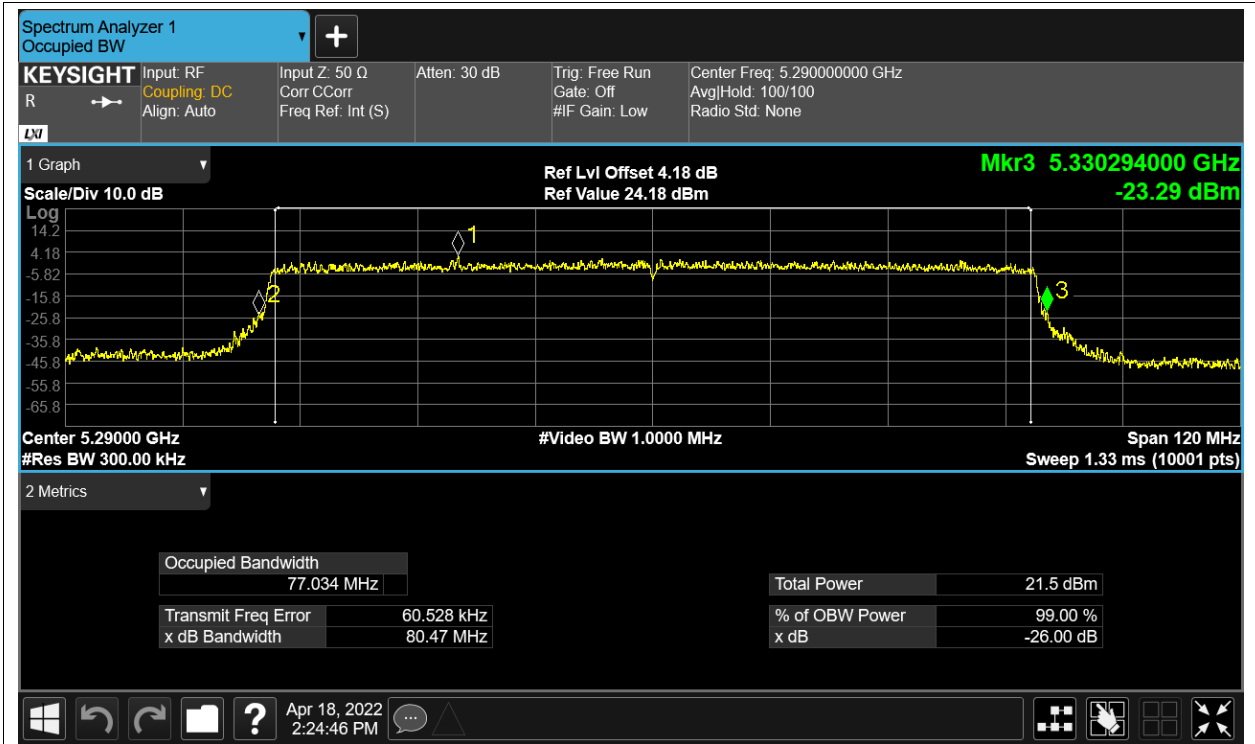 Spectrum Analyzer 1
Occupied BW
KEYSIGHT
R
LXI
Input: RF
Coupling: DC
Align: Auto
Input Z: 50 Ω
Corr CCorr
Freq Ref: Int (S)
Atten: 30 dB
Trig: Free Run
Gate: Off
#IF Gain: Low
Center Freq: 5.290000000 GHz
Avg|Hold: 100/100
Radio Std: None
1 Graph
Scale/Div 10.0 dB
Ref Lvl Offset 4.18 dB
Ref Value 24.18 dBm
Mkr3 5.330294000 GHz
-23.29 dBm
Log
14.2
4.18
-5.82
-15.8
-25.8
-35.8
-45.8
-55.8
-65.8
1
2
3
Center 5.29000 GHz
#Video BW 1.0000 MHz
Span 120 MHz
#Res BW 300.00 kHz
Sweep 1.33 ms (10001 pts)
2 Metrics
Occupied Bandwidth
77.034 MHz
Total Power 21.5 dBm
Transmit Freq Error 60.528 kHz
% of OBW Power 99.00 %
x dB Bandwidth 80.47 MHz
x dB -26.00 dB
?
Apr 18, 2022
2:24:46 PM